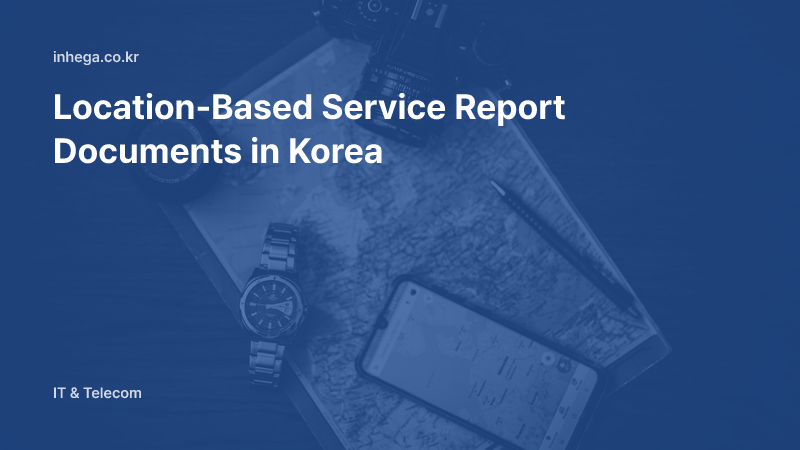 inhega.co.kr
Location-Based Service Report
Documents in Korea
IT & Telecom